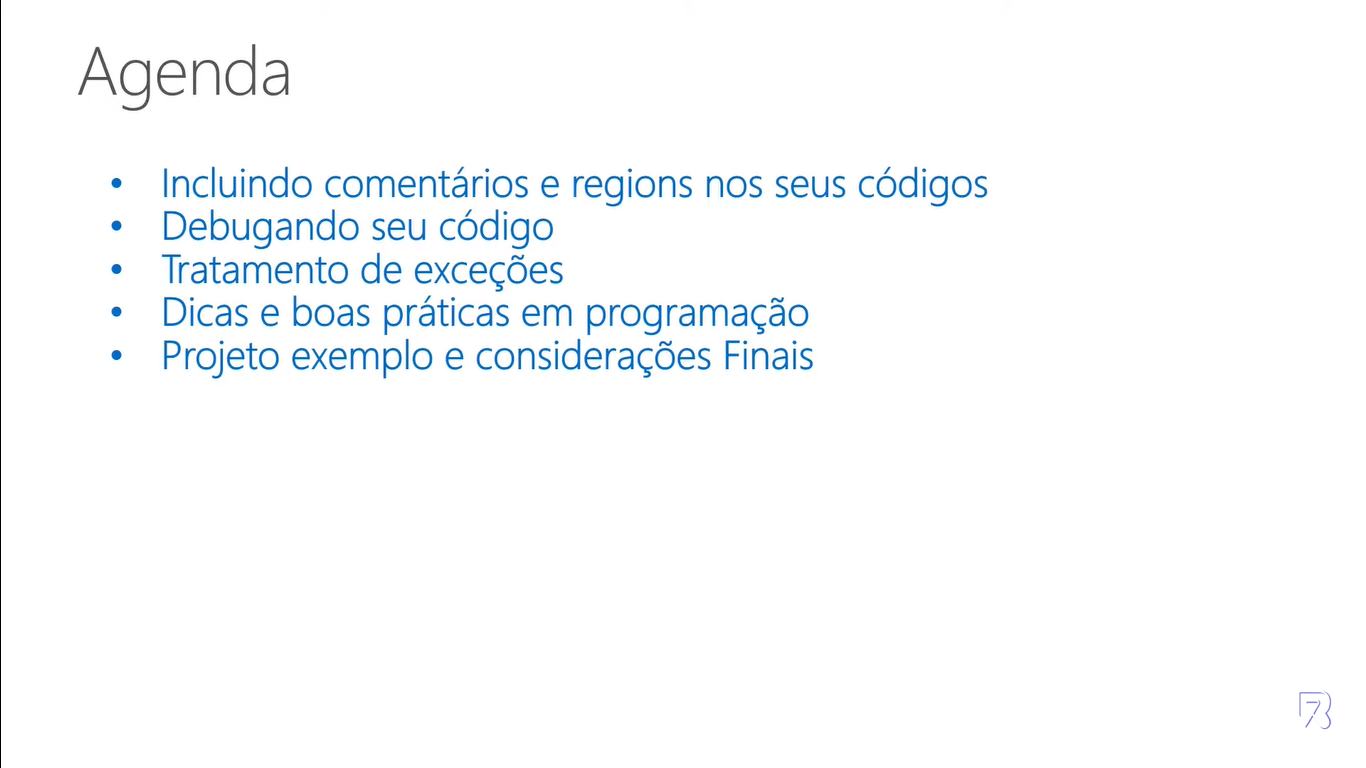 Agenda
• Incluindo comentários e regions nos seus códigos
• Debugando seu código
• Tratamento de exceções
• Dicas e boas práticas em programação
• Projeto exemplo e considerações Finais